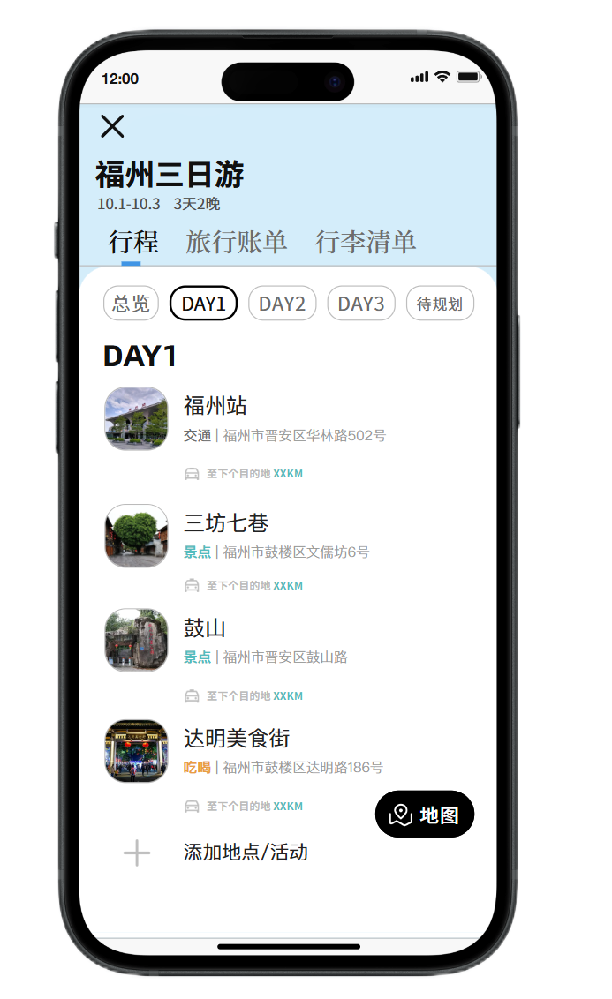 12:00
福州三日游
10.1-10.3 3天2晚
行程 旅行账单 行李清单
总览 DAY1 DAY2 DAY3 待规划
DAY1
福州站
交通 | 福州市晋安区华林路502号
至下个目的地 XXKM
三坊七巷
景点 | 福州市鼓楼区文儒坊6号
至下个目的地 XXKM
鼓山
景点 | 福州市晋安区鼓山路
至下个目的地 XXKM
达明美食街
吃喝 | 福州市鼓楼区达明路186号
至下个目的地 XXKM
地图
添加地点/活动